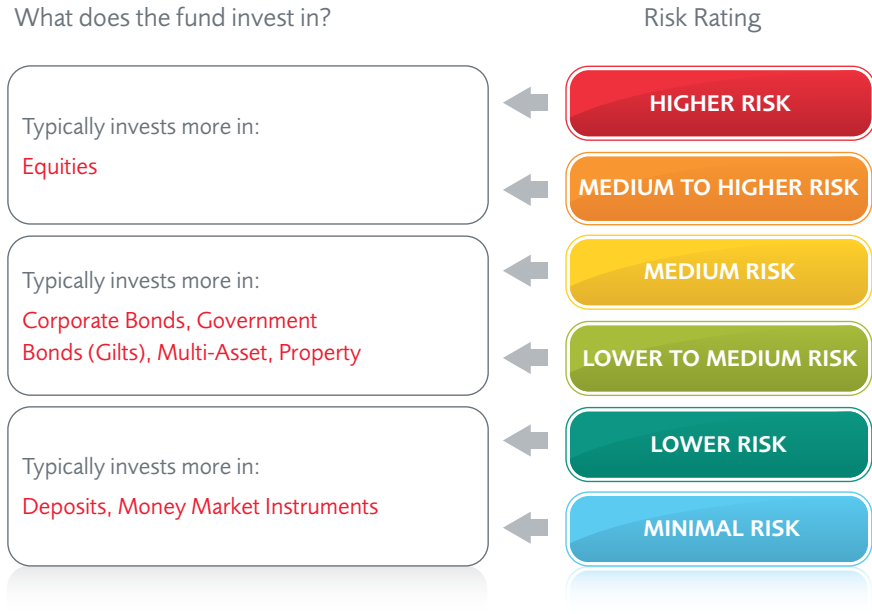 What does the fund invest in?
Risk Rating
Typically invests more in:
Equities
HIGHER RISK
MEDIUM TO HIGHER RISK
Typically invests more in:
Corporate Bonds, Government
Bonds (Gilts), Multi-Asset, Property
MEDIUM RISK
LOWER TO MEDIUM RISK
Typically invests more in:
Deposits, Money Market Instruments
LOWER RISK
MINIMAL RISK